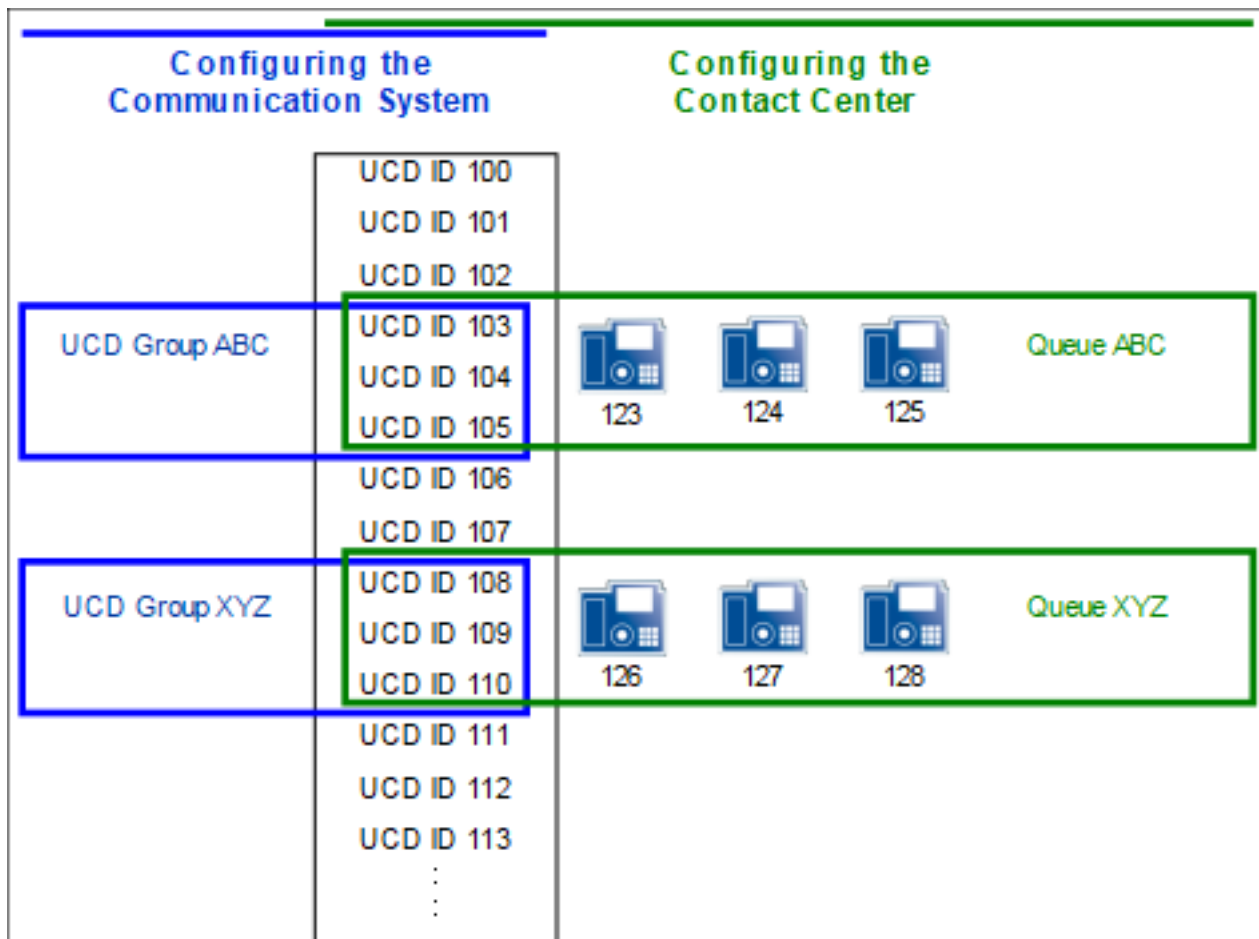 Configuring the
Communication System
Configuring the
Contact Center
UCD ID 100
UCD ID 101
UCD ID 102
UCD Group ABC
UCD ID 103
UCD ID 104
UCD ID 105
123
124
125
Queue ABC
UCD ID 106
UCD ID 107
UCD Group XYZ
UCD ID 108
UCD ID 109
UCD ID 110
126
127
128
Queue XYZ
UCD ID 111
UCD ID 112
UCD ID 113